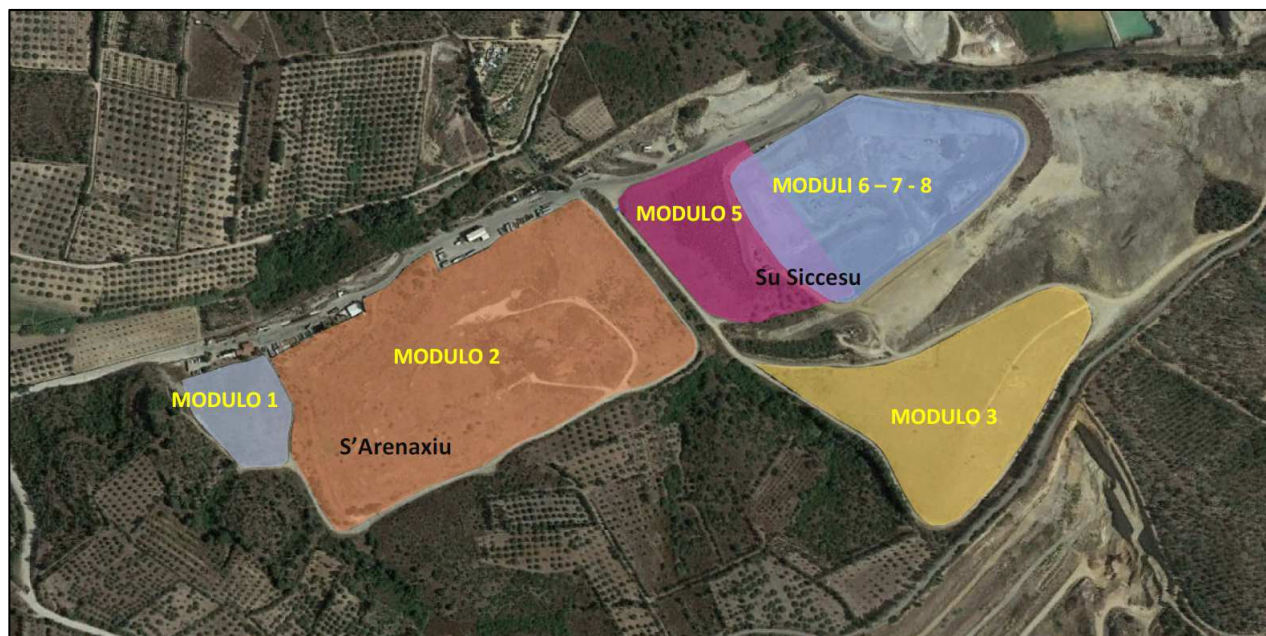 MODULI 6 – 7 - 8
MODULO 5
Su Siccesu
MODULO 2
MODULO 1
MODULO 3
S’Arenaxiu